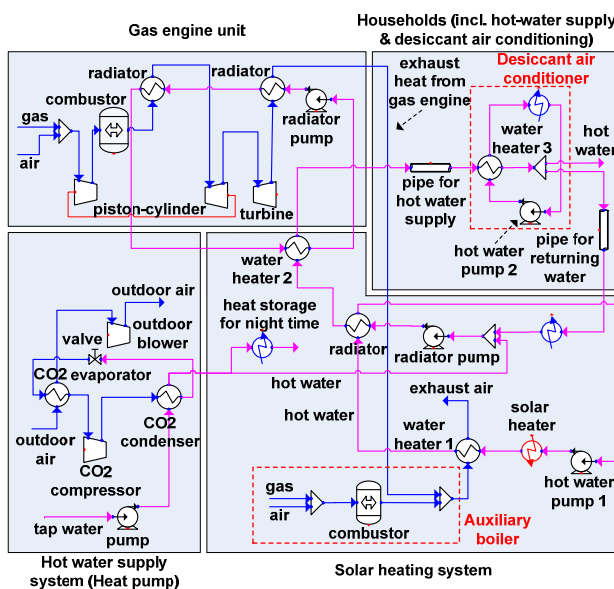 Gas engine unit
Households (incl. hot-water supply
& desiccant air conditioning)
radiator
radiator
combustor
gas
air
radiator
pump
piston-cylinder
turbine
exhaust
heat from
gas engine
Desiccant air
conditioner
water
heater 3
hot
water
pipe for
hot water
supply
hot water
pump 2
pipe for
returning
water
water
heater 2
outdoor air
outdoor
blower
valve
CO2 evaporator
CO2
condenser
outdoor
air
CO2
compressor
tap water
pump
Hot water supply
system (Heat pump)
heat storage
for night time
hot water
radiator
radiator pump
hot water
exhaust air
water
heater 1
solar
heater
hot water
pump 1
gas
air
combustor
Auxiliary
boiler
Solar heating system